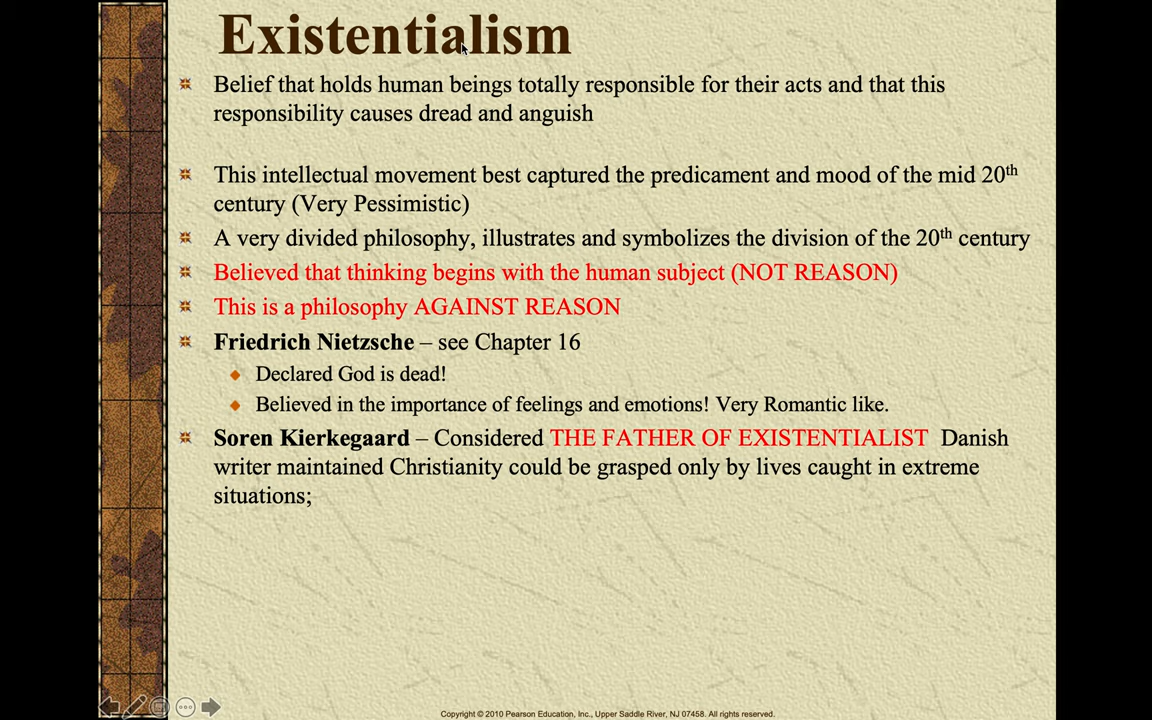 Existentialism
Belief that holds human beings totally responsible for their acts and that this
responsibility causes dread and anguish
This intellectual movement best captured the predicament and mood of the mid 20th
century (Very Pessimistic)
A very divided philosophy, illustrates and symbolizes the division of the 20th century
Believed that thinking begins with the human subject (NOT REASON)
This is a philosophy AGAINST REASON
Friedrich Nietzsche – see Chapter 16
Declared God is dead!
Believed in the importance of feelings and emotions! Very Romantic like.
Soren Kierkegaard – Considered THE FATHER OF EXISTENTIALIST Danish
writer maintained Christianity could be grasped only by lives caught in extreme
situations;
Copyright © 2010 Pearson Education, Inc., Upper Saddle River, NJ 07458. All rights reserved.